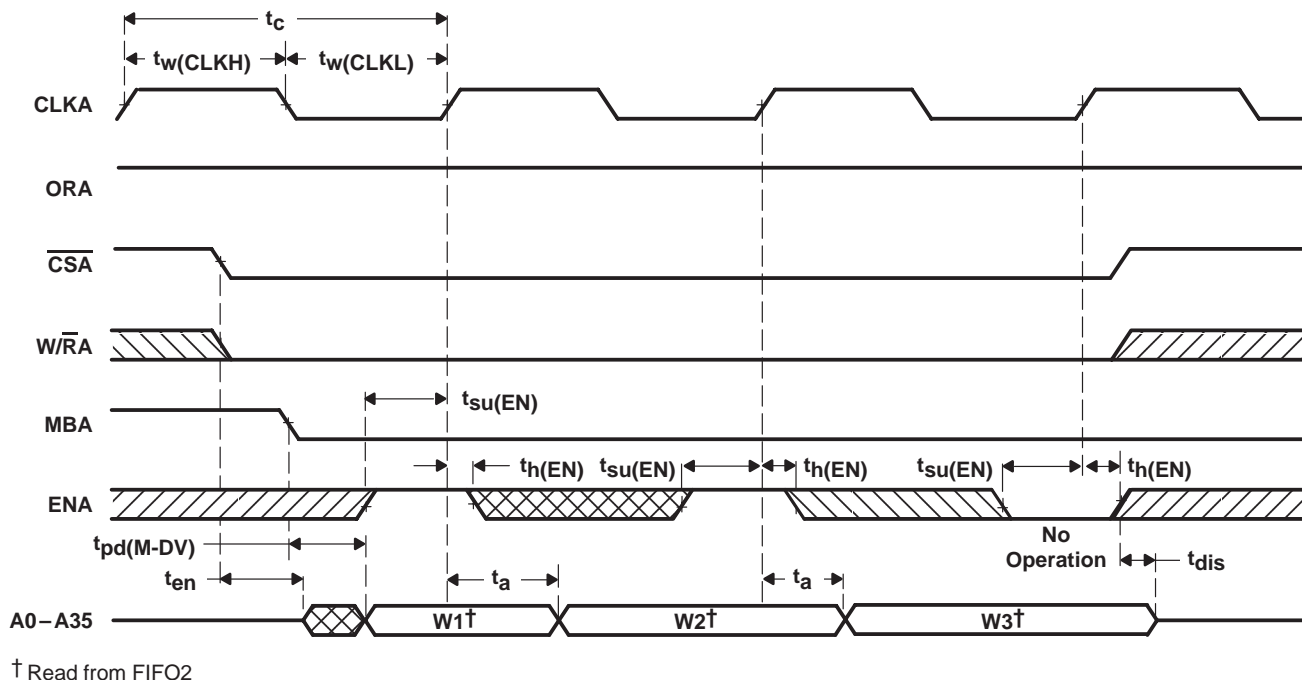 tc
tw(CLKH) tw(CLKL)
CLKA
ORA
CSA
W/RA
MBA
tsu(EN)
th(EN) tsu(EN) th(EN) tsu(EN) th(EN)
ENA
No
Operation
tpd(M-DV)
ten ta ta tdis
A0–A35 W1† W2† W3†
† Read from FIFO2